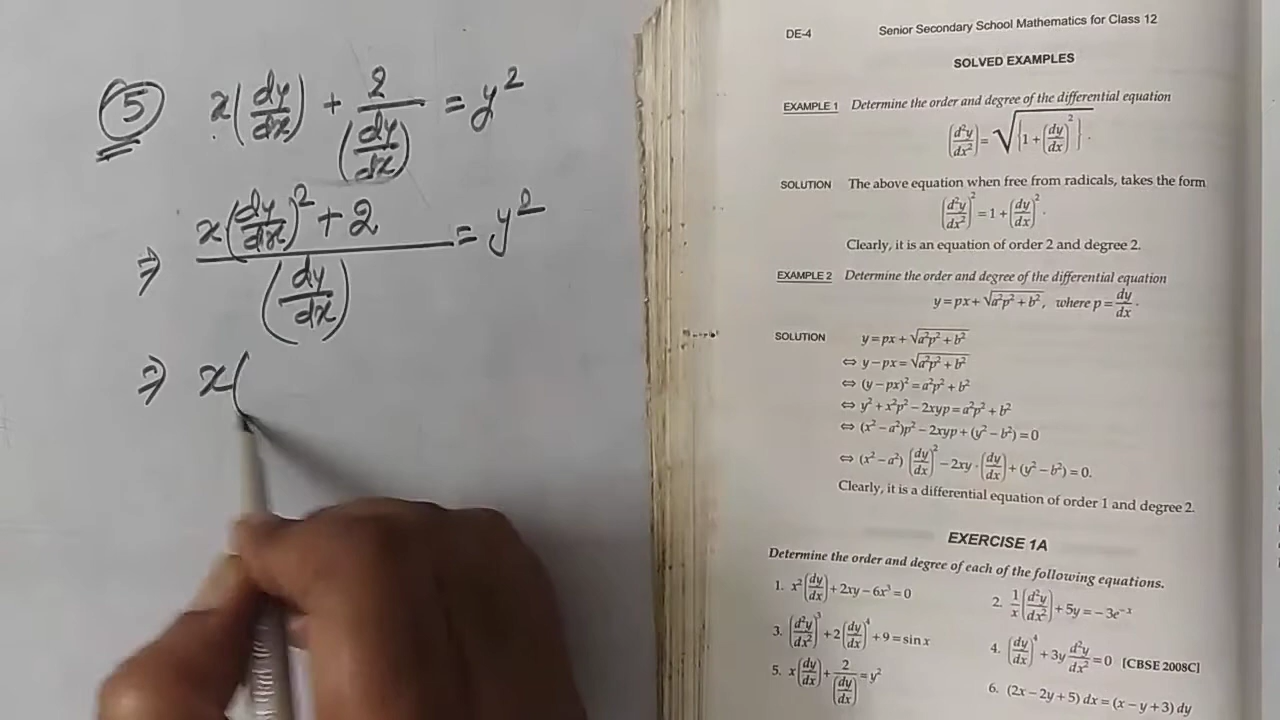 (5) x(dy/dx) + 2/(dy/dx) = y²
⇒ (x(dy/dx)² + 2)/(dy/dx) = y²
⇒ x(
DE-4 Senior Secondary School Mathematics for Class 12
SOLVED EXAMPLES
EXAMPLE 1 Determine the order and degree of the differential equation
(d²y/dx²) = √{1 + (dy/dx)²}.
SOLUTION The above equation when free from radicals, takes the form
(d²y/dx²)² = 1 + (dy/dx)².
Clearly, it is an equation of order 2 and degree 2.
EXAMPLE 2 Determine the order and degree of the differential equation
y = px + √(a²p² + b²), where p = dy/dx.
SOLUTION y = px + √(a²p² + b²)
⇔ y − px = √(a²p² + b²)
⇔ (y − px)² = a²p² + b²
⇔ y² + x²p² − 2xyp = a²p² + b²
⇔ (x² − a²)p² − 2xyp + (y² − b²) = 0
⇔ (x² − a²) (dy/dx)² − 2xy · (dy/dx) + (y² − b²) = 0.
Clearly, it is a differential equation of order 1 and degree 2.
EXERCISE 1A
Determine the order and degree of each of the following equations.
1. x²(dy/dx) + 2xy − 6x³ = 0
2. 1/x (d²y/dx²) + 5y = −3e⁻ˣ
3. (d²y/dx²)³ + 2(dy/dx)⁴ + 9 = sin x
4. (dy/dx)⁴ + 3y d²y/dx² = 0 [CBSE 2008C]
5. x(dy/dx) + 2/(dy/dx) = y²
6. (2x − 2y + 5) dx = (x − y + 3) dy